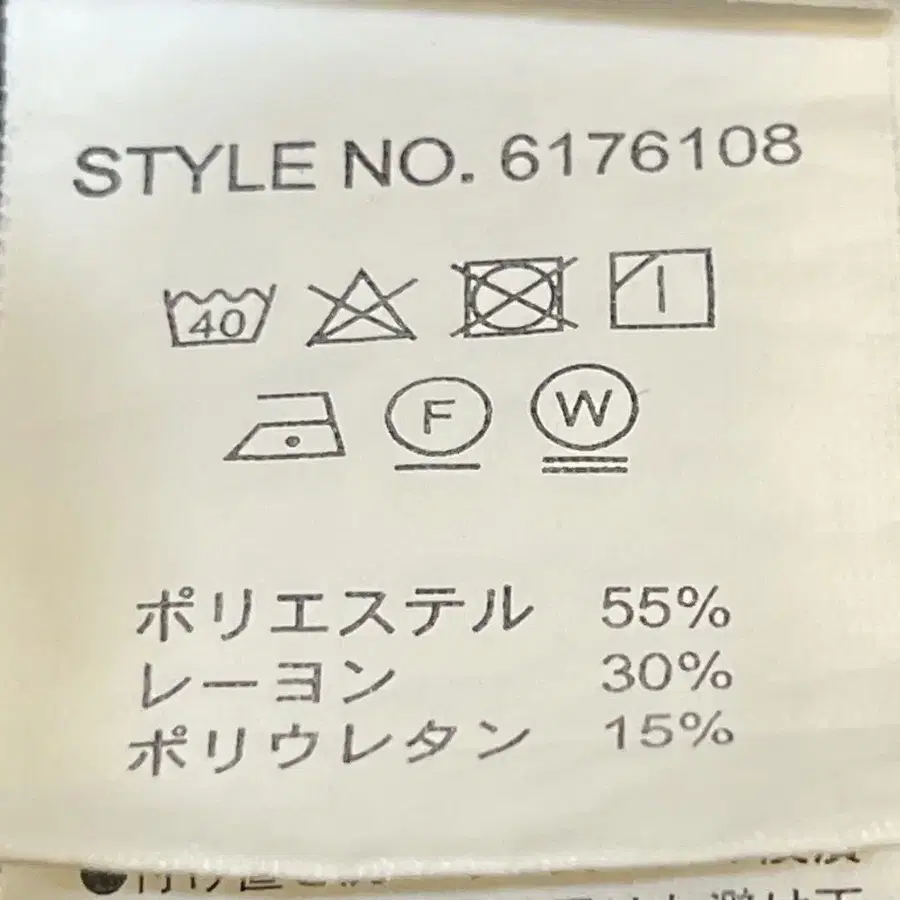 STYLE NO. 6176108
40
F W
ポリエステル 55%
レーヨン 30%
ポリウレタン 15%